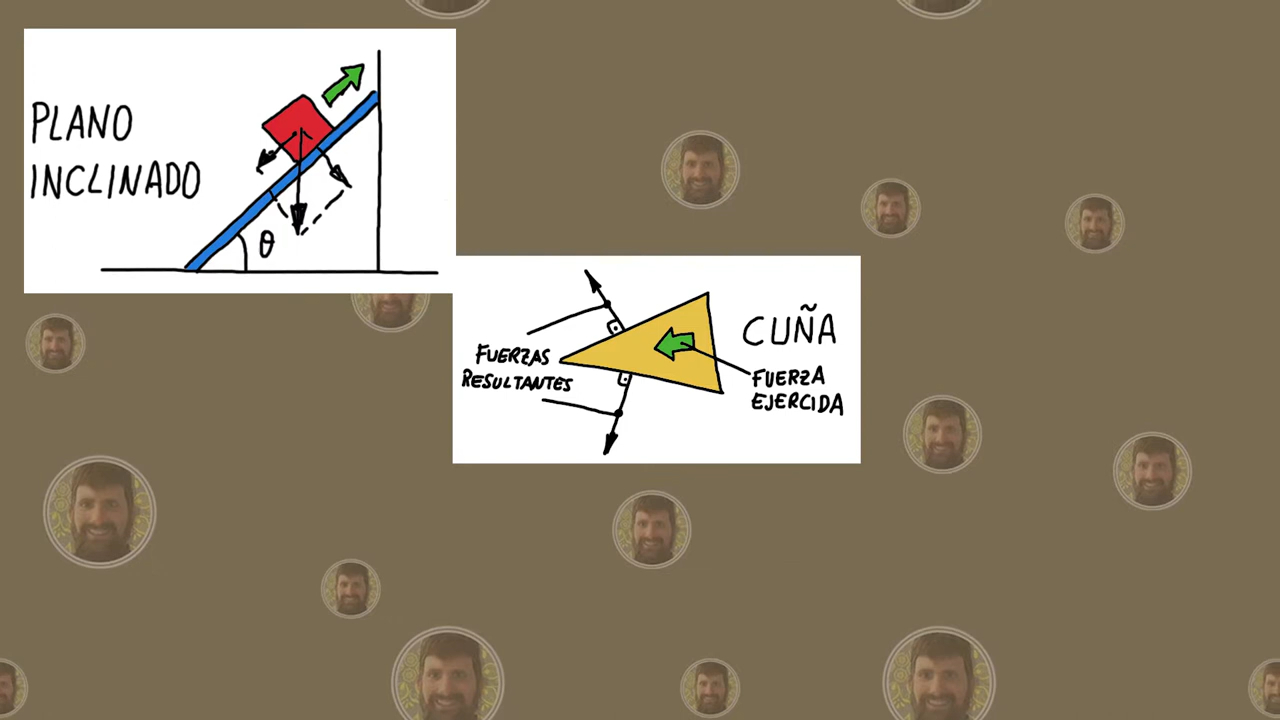 PLANO
INCLINADO
θ
CUÑA
FUERZAS
RESULTANTES
FUERZA
EJERCIDA